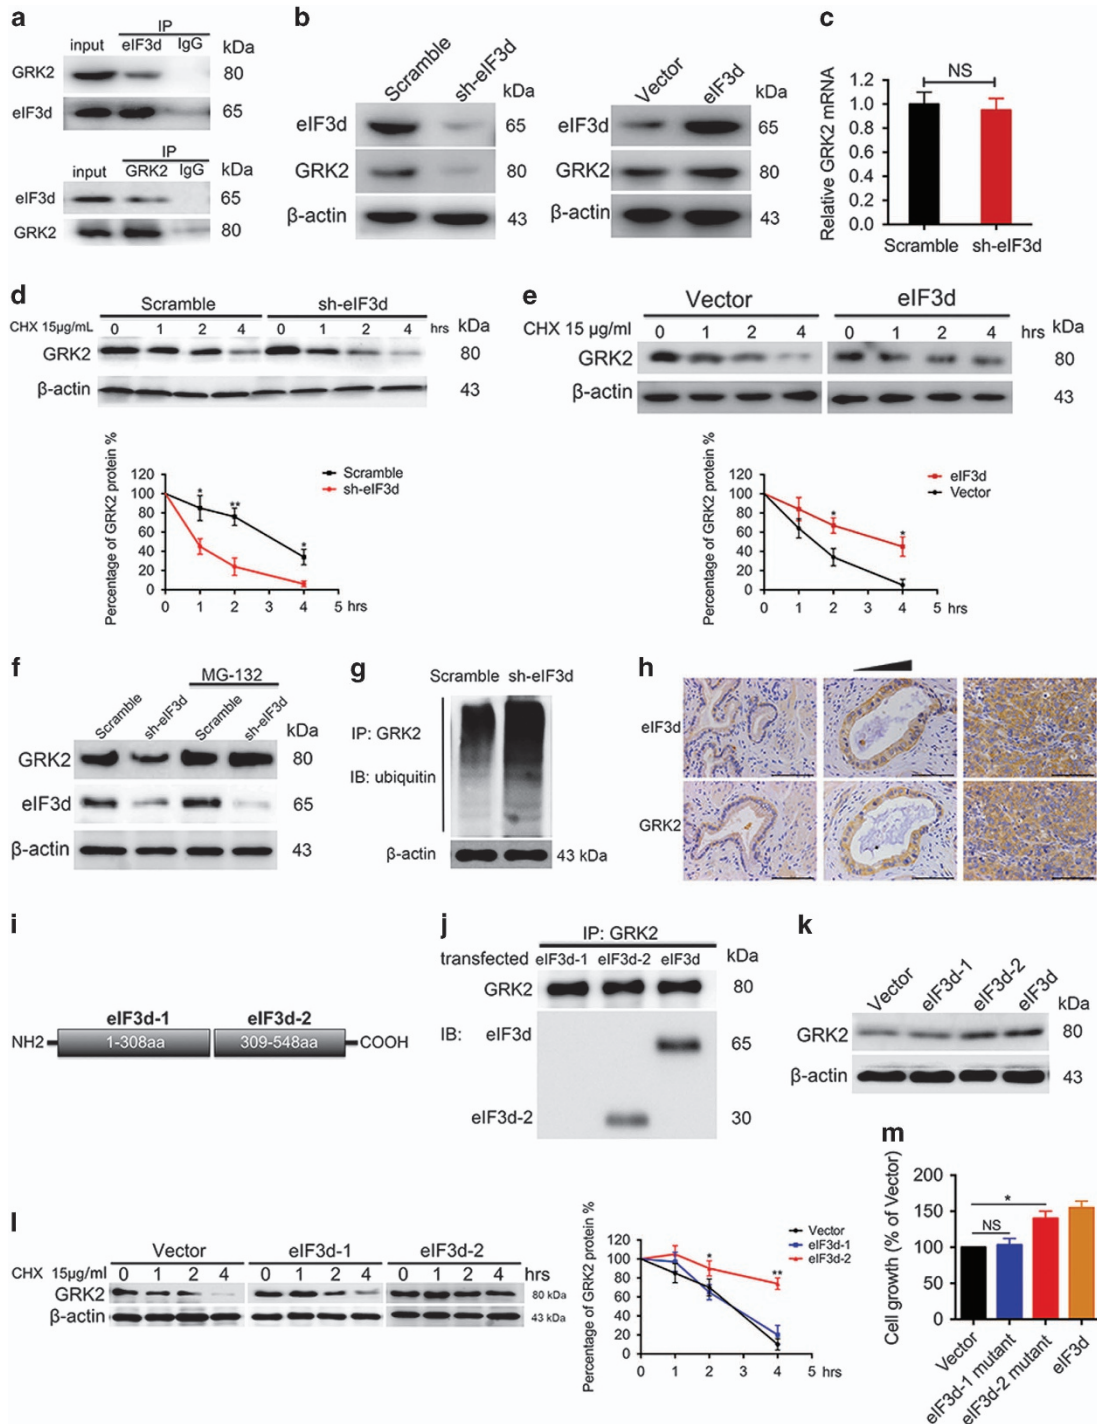 a
IP
input eIF3d IgG kDa
GRK2 80
eIF3d 65
IP
input GRK2 IgG kDa
eIF3d 65
GRK2 80
b
Scramble sh-eIF3d kDa
eIF3d 65
GRK2 80
β-actin 43
Vector eIF3d kDa
eIF3d 65
GRK2 80
β-actin 43
c
Relative GRK2 mRNA
1.2
1.0
0.8
0.6
0.4
0.2
0.0
NS
Scramble sh-eIF3d
d
Scramble sh-eIF3d
CHX 15µg/mL 0 1 2 4 0 1 2 4 hrs kDa
GRK2 80
β-actin 43
Percentage of GRK2 protein %
120
100
80
60
40
20
0
* ** *
Scramble
sh-eIF3d
0 1 2 3 4 5 hrs
e
Vector eIF3d
CHX 15 µg/ml 0 1 2 4 0 1 2 4 hrs kDa
GRK2 80
β-actin 43
Percentage of GRK2 protein %
120
100
80
60
40
20
0
* * *
eIF3d
Vector
0 1 2 3 4 5 hrs
f
MG-132
Scramble sh-eIF3d Scramble sh-eIF3d kDa
GRK2 80
eIF3d 65
β-actin 43
g
Scramble sh-eIF3d
IP: GRK2
IB: ubiquitin
β-actin 43 kDa
h
eIF3d
GRK2
i
eIF3d-1 eIF3d-2
NH2 1-308aa 309-548aa COOH
j
IP: GRK2
transfected eIF3d-1 eIF3d-2 eIF3d kDa
GRK2 80
IB: eIF3d 65
eIF3d-2 30
k
Vector eIF3d-1 eIF3d-2 eIF3d kDa
GRK2 80
β-actin 43
l
Vector eIF3d-1 eIF3d-2
CHX 15µg/ml 0 1 2 4 0 1 2 4 0 1 2 4 hrs
GRK2 80 kDa
β-actin 43 kDa
Percentage of GRK2 protein %
120
100
80
60
40
20
0
* **
Vector
eIF3d-1
eIF3d-2
0 1 2 3 4 5 hrs
m
Cell growth (% of Vector)
200
150
100
50
0
NS
*
Vector eIF3d-1 mutant eIF3d-2 mutant eIF3d